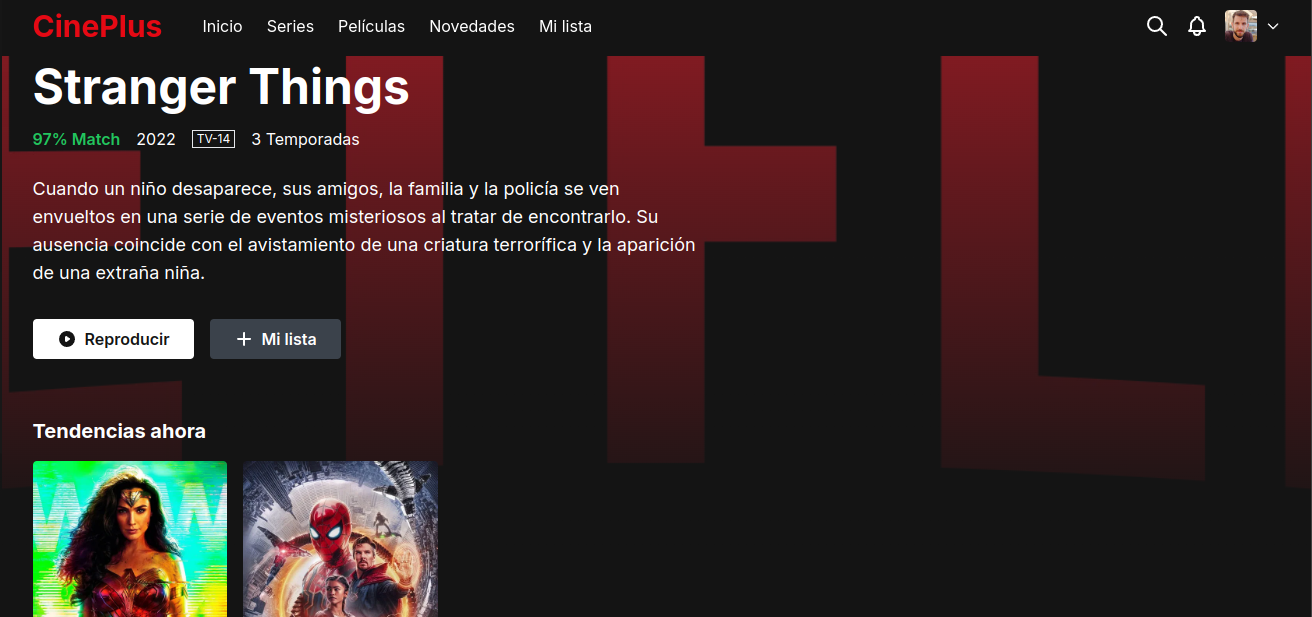 CinePlus Inicio Series Películas Novedades Mi lista
Stranger Things
97% Match 2022 TV-14 3 Temporadas
Cuando un niño desaparece, sus amigos, la familia y la policía se ven
envueltos en una serie de eventos misteriosos al tratar de encontrarlo. Su
ausencia coincide con el avistamiento de una criatura terrorífica y la aparición
de una extraña niña.
Reproducir Mi lista
Tendencias ahora